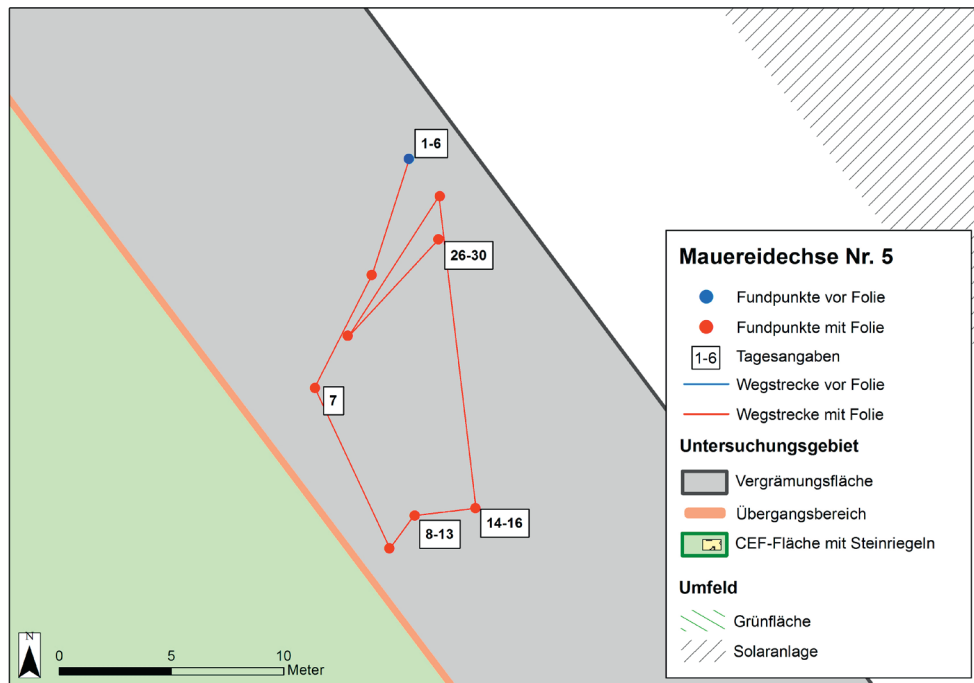 1-6
26-30
7
8-13
14-16
Mauereidechse Nr. 5
Fundpunkte vor Folie
Fundpunkte mit Folie
1-6 Tagesangaben
Wegstrecke vor Folie
Wegstrecke mit Folie
Untersuchungsgebiet
Vergrämungsfläche
Übergangsbereich
CEF-Fläche mit Steinriegeln
Umfeld
Grünfläche
Solaranlage
N
0 5 10
Meter